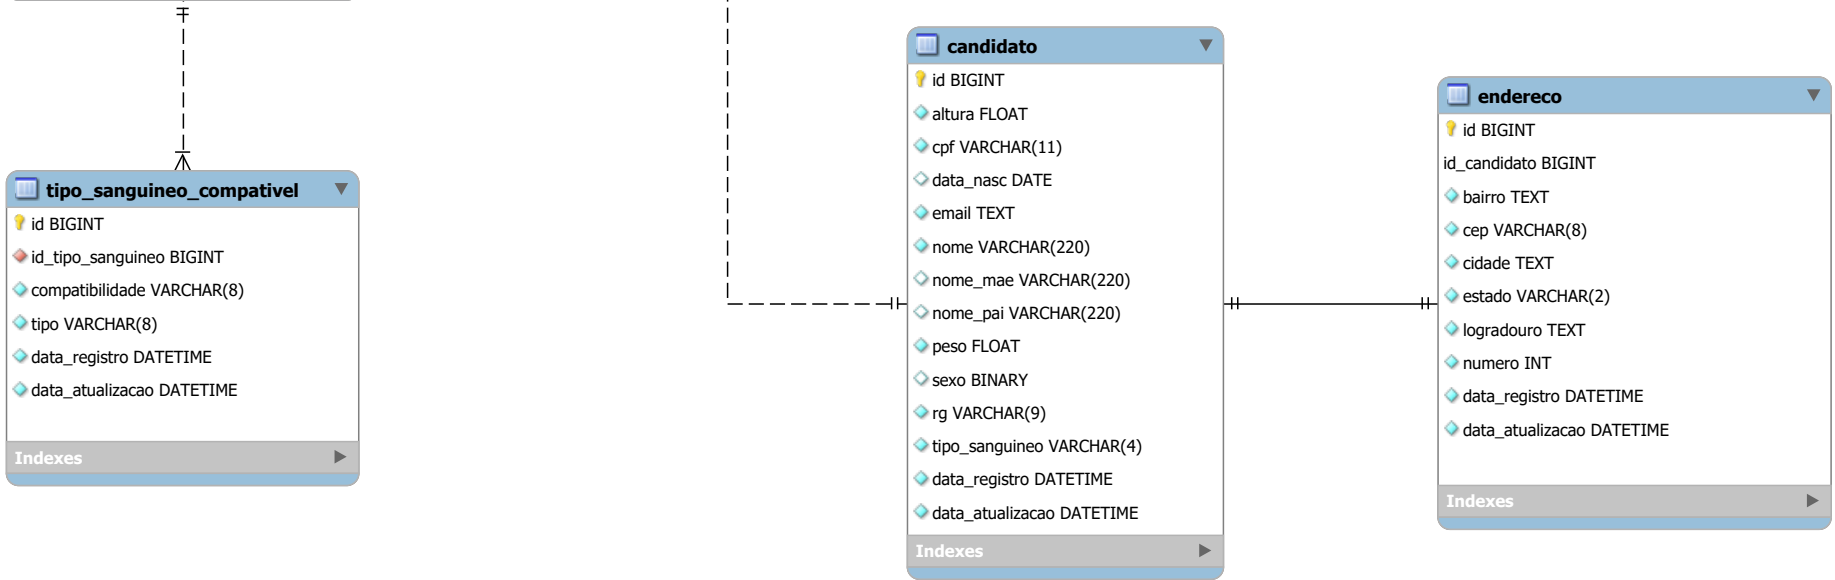 tipo_sanguineo_compativel
id BIGINT
id_tipo_sanguineo BIGINT
compatibilidade VARCHAR(8)
tipo VARCHAR(8)
data_registro DATETIME
data_atualizacao DATETIME
Indexes
candidato
id BIGINT
altura FLOAT
cpf VARCHAR(11)
data_nasc DATE
email TEXT
nome VARCHAR(220)
nome_mae VARCHAR(220)
nome_pai VARCHAR(220)
peso FLOAT
sexo BINARY
rg VARCHAR(9)
tipo_sanguineo VARCHAR(4)
data_registro DATETIME
data_atualizacao DATETIME
Indexes
endereco
id BIGINT
id_candidato BIGINT
bairro TEXT
cep VARCHAR(8)
cidade TEXT
estado VARCHAR(2)
logradouro TEXT
numero INT
data_registro DATETIME
data_atualizacao DATETIME
Indexes